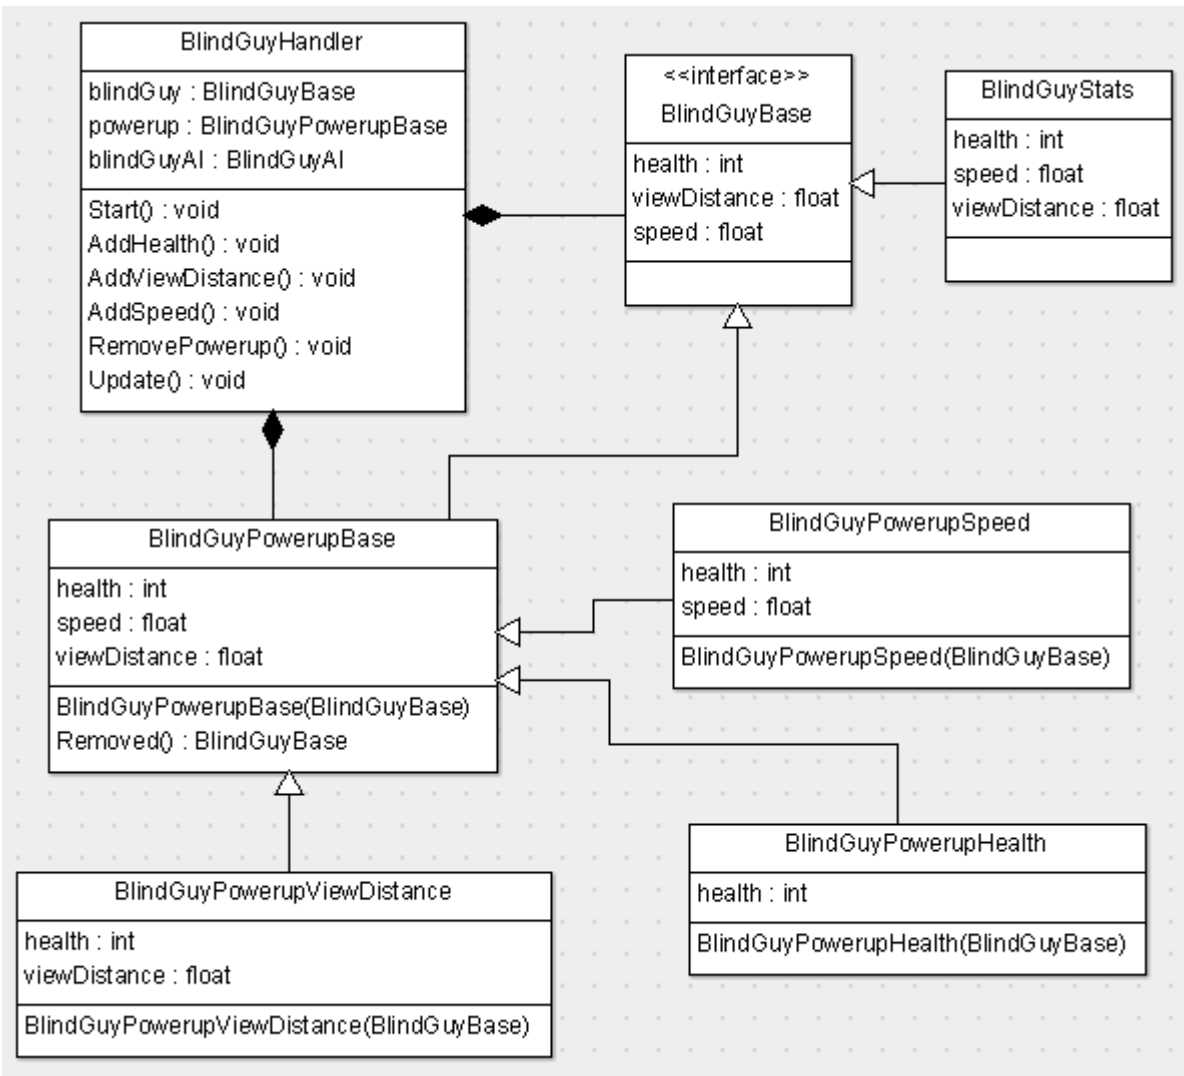 BlindGuyHandler
blindGuy : BlindGuyBase
powerup : BlindGuyPowerupBase
blindGuyAI : BlindGuyAI
Start() : void
AddHealth() : void
AddViewDistance() : void
AddSpeed() : void
RemovePowerup() : void
Update() : void
<<interface>>
BlindGuyBase
health : int
viewDistance : float
speed : float
BlindGuyStats
health : int
speed : float
viewDistance : float
BlindGuyPowerupBase
health : int
speed : float
viewDistance : float
BlindGuyPowerupBase(BlindGuyBase)
Removed() : BlindGuyBase
BlindGuyPowerupSpeed
health : int
speed : float
BlindGuyPowerupSpeed(BlindGuyBase)
BlindGuyPowerupHealth
health : int
BlindGuyPowerupHealth(BlindGuyBase)
BlindGuyPowerupViewDistance
health : int
viewDistance : float
BlindGuyPowerupViewDistance(BlindGuyBase)